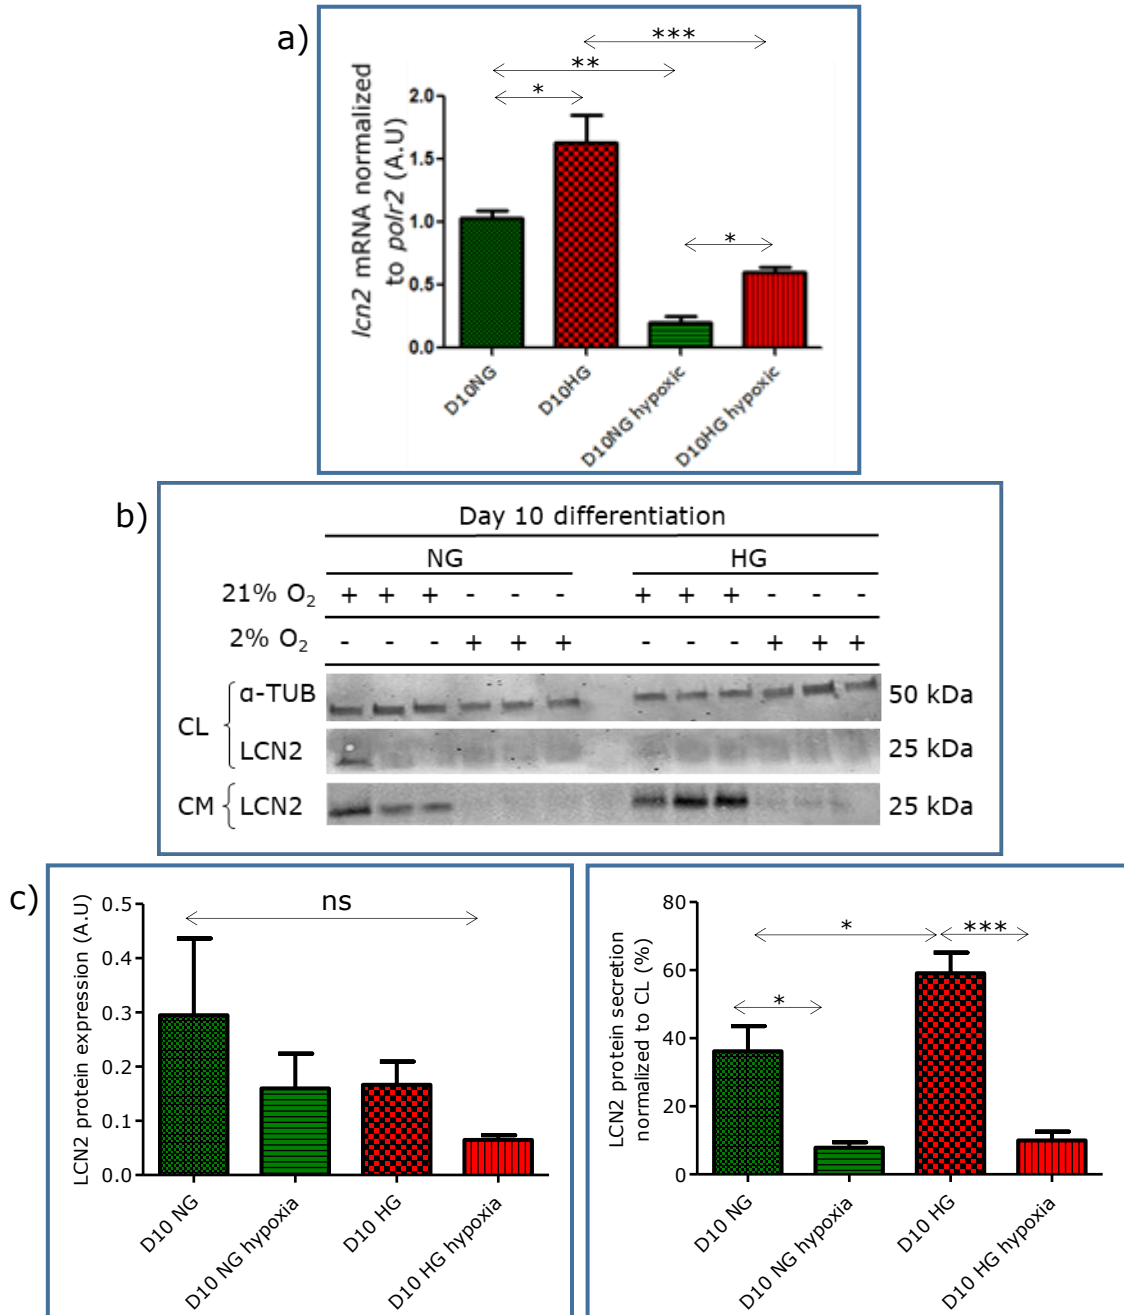 a)
***
**
*
*
lcn2 mRNA normalized
to polr2 (A.U)
2.0
1.5
1.0
0.5
0.0
D10NG
D10HG
D10NG hypoxic
D10HG hypoxic
b)
Day 10 differentiation
NG HG
21% O₂ + + + - - - + + + - - -
2% O₂ - - - + + + - - - + + +
CL
α-TUB 50 kDa
LCN2 25 kDa
CM LCN2 25 kDa
c)
LCN2 protein expression (A.U)
0.5
0.4
0.3
0.2
0.1
0.0
ns
D10 NG
D10 NG hypoxia
D10 HG
D10 HG hypoxia
LCN2 protein secretion
normalized to CL (%)
80
60
40
20
0
* ***
*
D10 NG
D10 NG hypoxia
D10 HG
D10 HG hypoxia